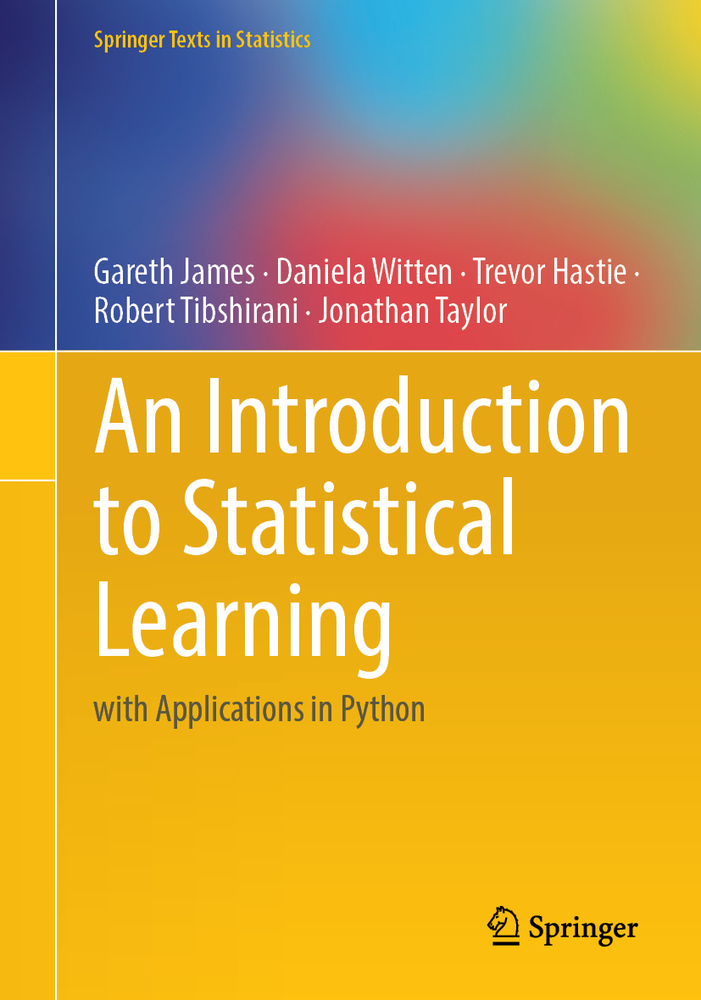 Springer Texts in Statistics
Gareth James · Daniela Witten · Trevor Hastie ·
Robert Tibshirani · Jonathan Taylor
An Introduction
to Statistical
Learning
with Applications in Python
Springer